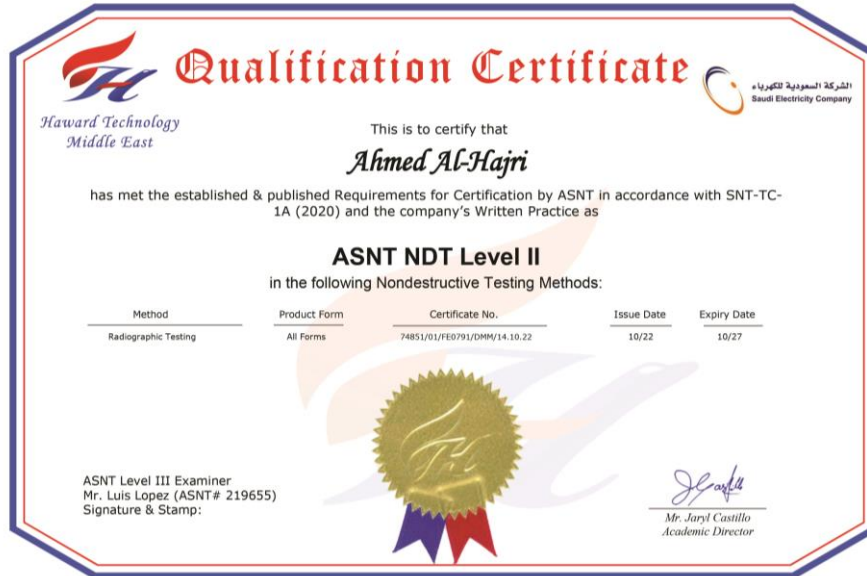 Qualification Certificate
Haward Technology
Middle East
الشركة السعودية للكهرباء
Saudi Electricity Company
This is to certify that
Ahmed Al-Hajri
has met the established & published Requirements for Certification by ASNT in accordance with SNT-TC-
1A (2020) and the company's Written Practice as
ASNT NDT Level II
in the following Nondestructive Testing Methods:
Method Product Form Certificate No. Issue Date Expiry Date
Radiographic Testing All Forms 74851/01/FE0791/DMM/14.10.22 10/22 10/27
ASNT Level III Examiner
Mr. Luis Lopez (ASNT# 219655)
Signature & Stamp:
Mr. Jaryl Castillo
Academic Director